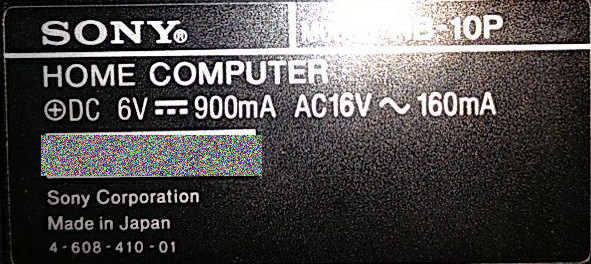 SONY®
-10P
HOME COMPUTER
⊕DC 6V ⎓ 900mA AC16V ～ 160mA
Sony Corporation
Made in Japan
4-608-410-01